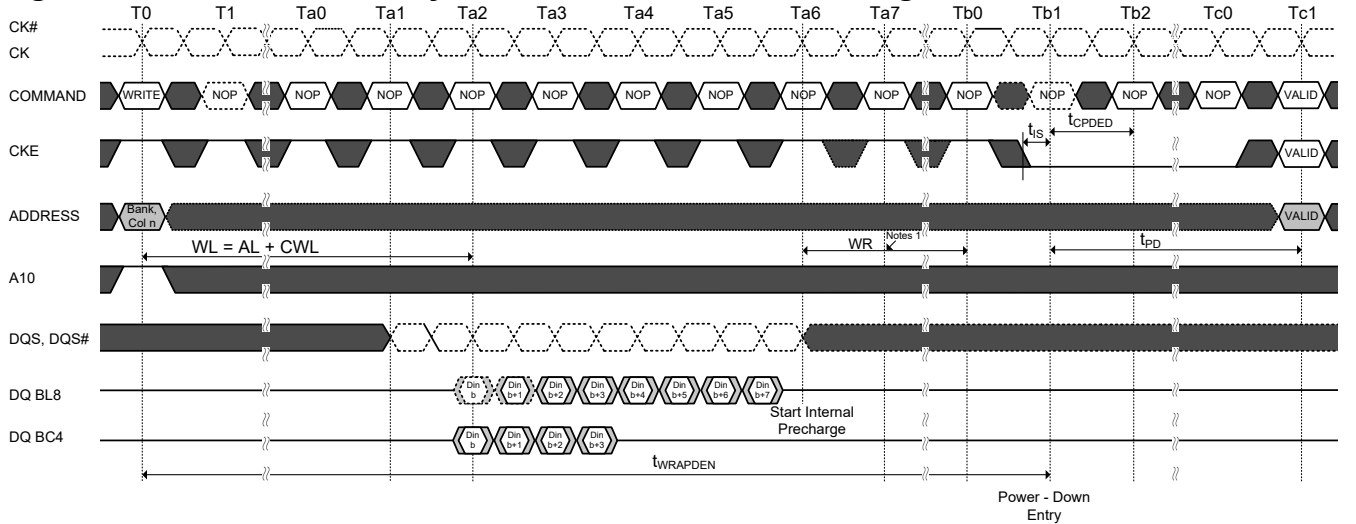 T0 T1 Ta0 Ta1 Ta2 Ta3 Ta4 Ta5 Ta6 Ta7 Tb0 Tb1 Tb2 Tc0 Tc1
CK#
CK
COMMAND WRITE NOP NOP NOP NOP NOP NOP NOP NOP NOP NOP NOP NOP NOP VALID
tIS tCPDED
CKE VALID
ADDRESS Bank, Col n VALID
WL = AL + CWL WR Notes 1 tPD
A10
DQS, DQS#
DQ BL8 Din b Din b+1 Din b+2 Din b+3 Din b+4 Din b+5 Din b+6 Din b+7
Start Internal
Precharge
DQ BC4 Din b Din b+1 Din b+2 Din b+3
tWRAPDEN
Power - Down
Entry